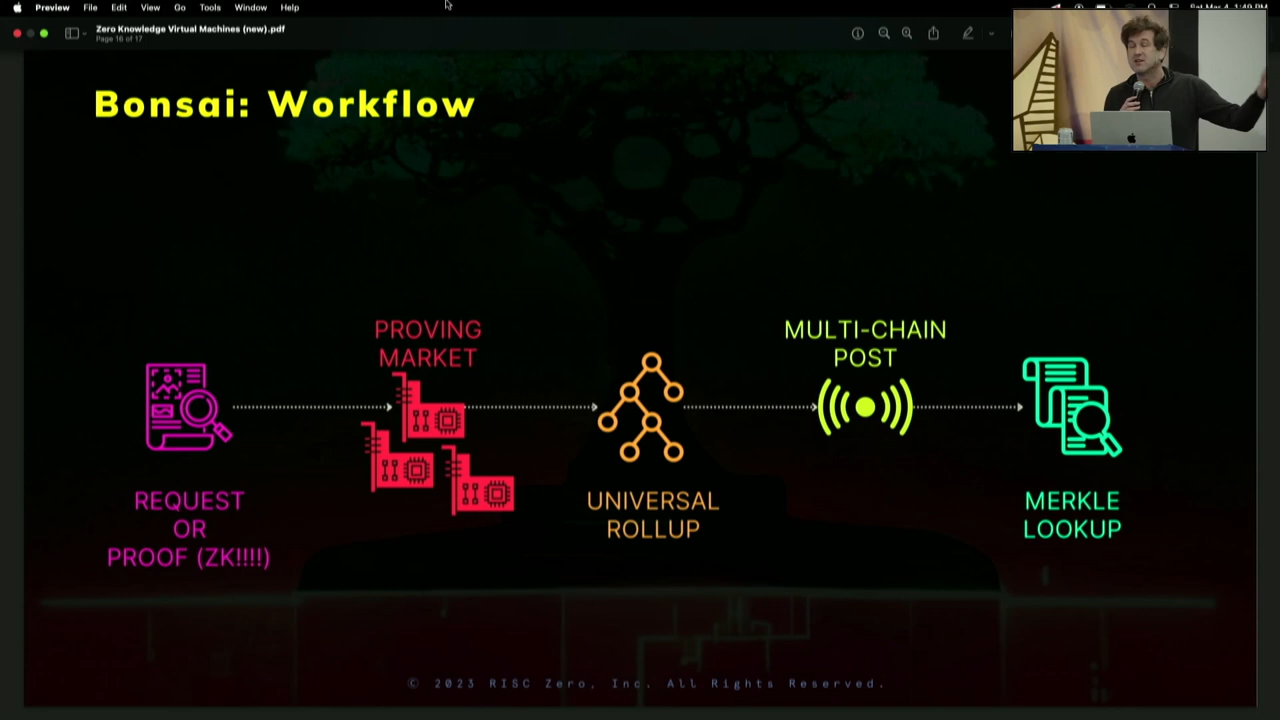 Preview File Edit View Go Tools Window Help
Zero Knowledge Virtual Machines (new).pdf
Page 16 of 17
Bonsai: Workflow
PROVING
MARKET
MULTI-CHAIN
POST
REQUEST
OR
PROOF (ZK!!!!)
UNIVERSAL
ROLLUP
MERKLE
LOOKUP
© 2023 RISC Zero, Inc. All Rights Reserved.